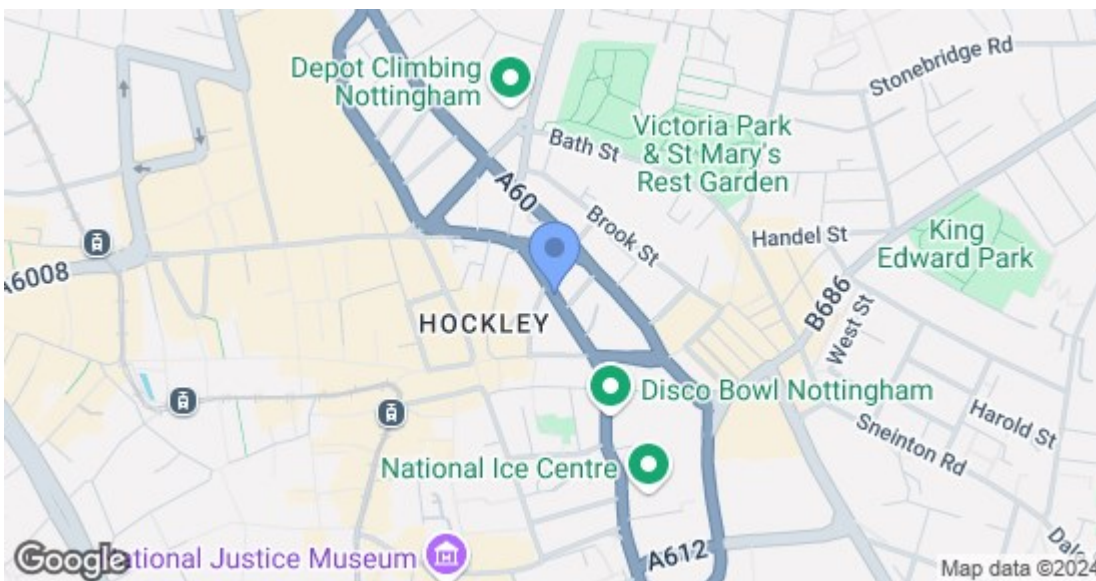 Stonebridge Rd
Depot Climbing
Nottingham
Victoria Park
& St Mary's
Rest Garden
Bath St
A60
Brook St
Handel St
King
Edward Park
A6008
B686
West St
HOCKLEY
Disco Bowl Nottingham
Harold St
Sneinton Rd
National Ice Centre
A612
Google
ational Justice Museum
M
Map data ©2024